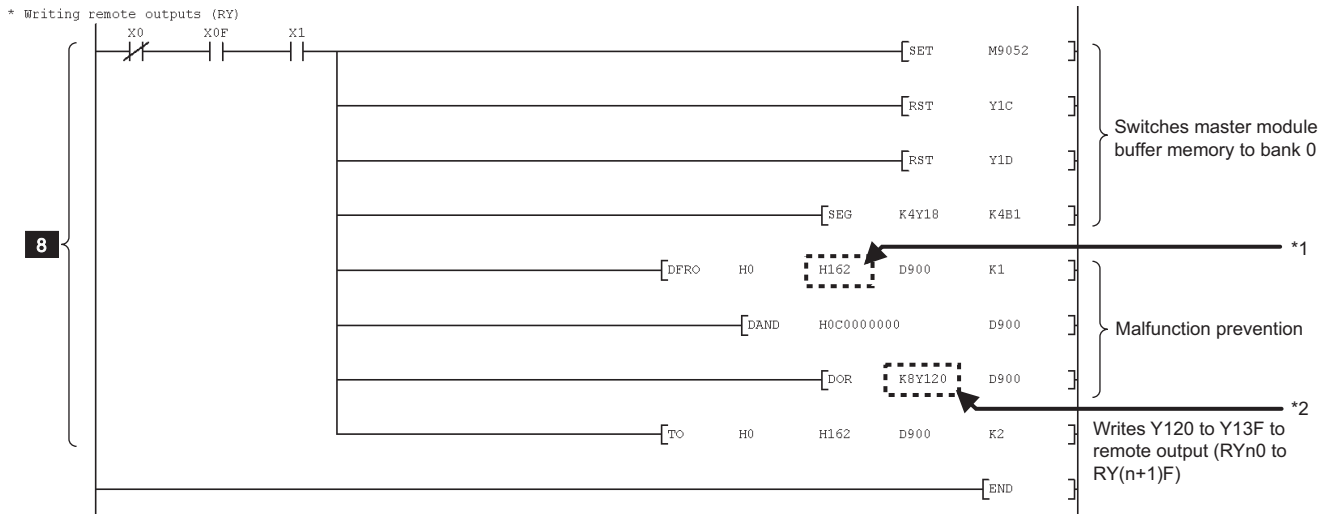 * Writing remote outputs (RY)
X0 X0F X1
SET M9052
RST Y1C
Switches master module
buffer memory to bank 0
RST Y1D
SEG K4Y18 K4B1
8
*1
DFRO H0 H162 D900 K1
DAND H0C0000000 D900
Malfunction prevention
DOR K8Y120 D900
*2
TO H0 H162 D900 K2
Writes Y120 to Y13F to
remote output (RYn0 to
RY(n+1)F)
END